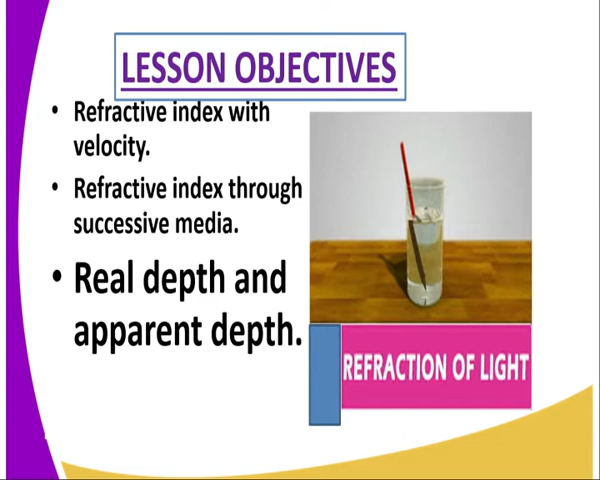 LESSON OBJECTIVES
• Refractive index with
velocity.
• Refractive index through
successive media.
• Real depth and
apparent depth.
REFRACTION OF LIGHT